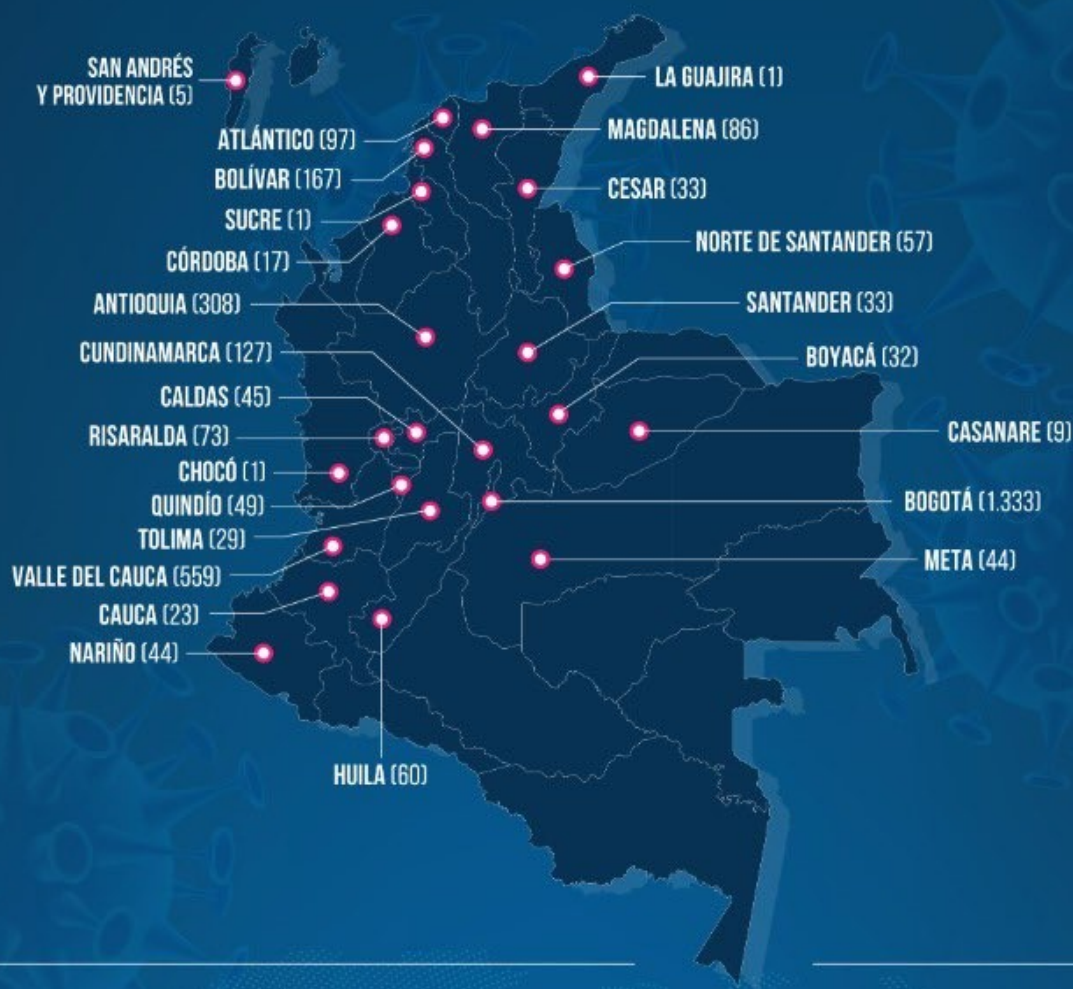 SAN ANDRÉS
Y PROVIDENCIA (5)
LA GUAJIRA (1)
ATLÁNTICO (97)
MAGDALENA (86)
BOLÍVAR (167)
CESAR (33)
SUCRE (1)
NORTE DE SANTANDER (57)
CÓRDOBA (17)
ANTIOQUIA (308)
SANTANDER (33)
CUNDINAMARCA (127)
BOYACÁ (32)
CALDAS (45)
RISARALDA (73)
CASANARE (9)
CHOCÓ (1)
QUINDÍO (49)
BOGOTÁ (1.333)
TOLIMA (29)
VALLE DEL CAUCA (559)
META (44)
CAUCA (23)
NARIÑO (44)
HUILA (60)